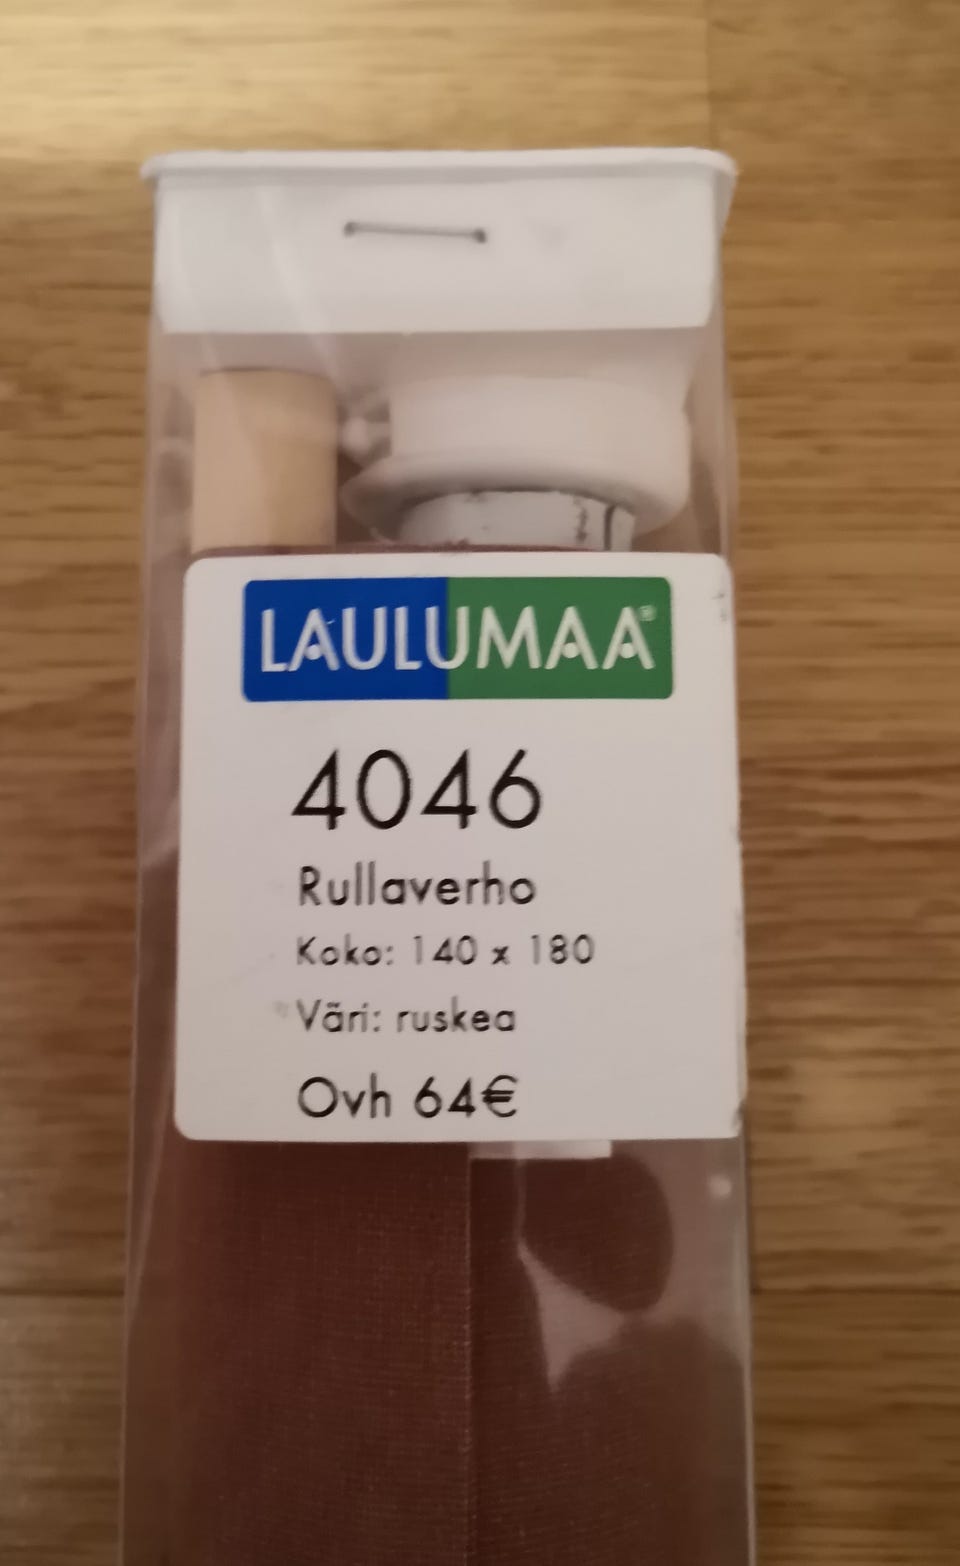 LAULUMAA®
4046
Rullaverho
Koko: 140 x 180
Väri: ruskea
Ovh 64€